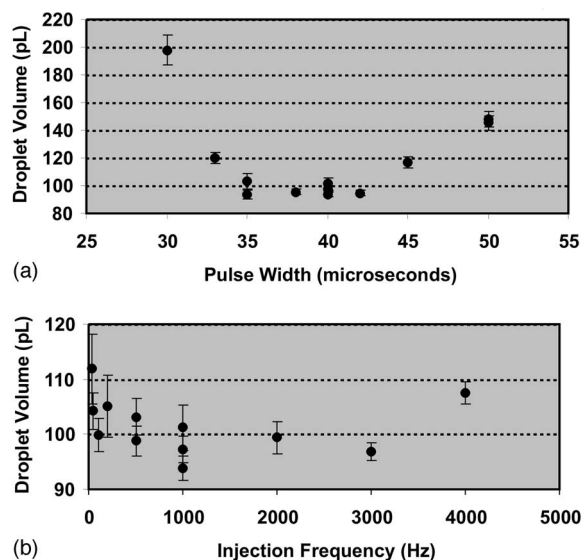 Droplet Volume (pL)
220
200
180
160
140
120
100
80
25 30 35 40 45 50 55
(a)
Pulse Width (microseconds)
Droplet Volume (pL)
120
110
100
90
0 1000 2000 3000 4000 5000
(b)
Injection Frequency (Hz)